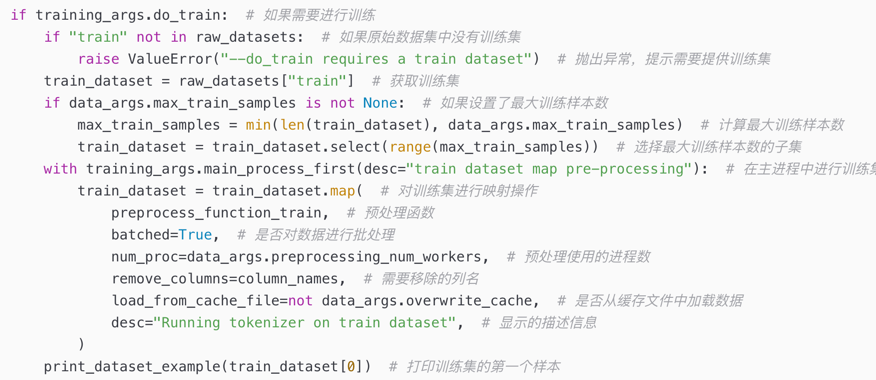 if training_args.do_train:  # 如果需要进行训练
    if "train" not in raw_datasets:  # 如果原始数据集中没有训练集
        raise ValueError("--do_train requires a train dataset")  # 抛出异常，提示需要提供训练集
    train_dataset = raw_datasets["train"]  # 获取训练集
    if data_args.max_train_samples is not None:  # 如果设置了最大训练样本数
        max_train_samples = min(len(train_dataset), data_args.max_train_samples)  # 计算最大训练样本数
        train_dataset = train_dataset.select(range(max_train_samples))  # 选择最大训练样本数的子集
    with training_args.main_process_first(desc="train dataset map pre-processing"):  # 在主进程中进行训练集
        train_dataset = train_dataset.map(  # 对训练集进行映射操作
            preprocess_function_train,  # 预处理函数
            batched=True,  # 是否对数据进行批处理
            num_proc=data_args.preprocessing_num_workers,  # 预处理使用的进程数
            remove_columns=column_names,  # 需要移除的列名
            load_from_cache_file=not data_args.overwrite_cache,  # 是否从缓存文件中加载数据
            desc="Running tokenizer on train dataset",  # 显示的描述信息
        )
    print_dataset_example(train_dataset[0])  # 打印训练集的第一个样本